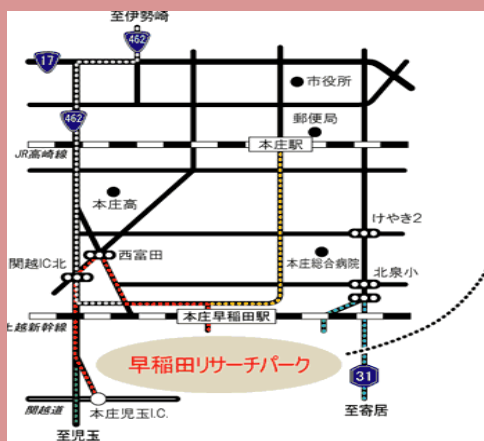 至伊勢崎
462
17
市役所
462
郵便局
JR高崎線
本庄駅
本庄高
けやき2
西富田
本庄総合病院
関越IC北
北泉小
上越新幹線
本庄早稲田駅
早稲田リサーチパーク
31
関越道
本庄児玉I.C.
至寄居
至児玉